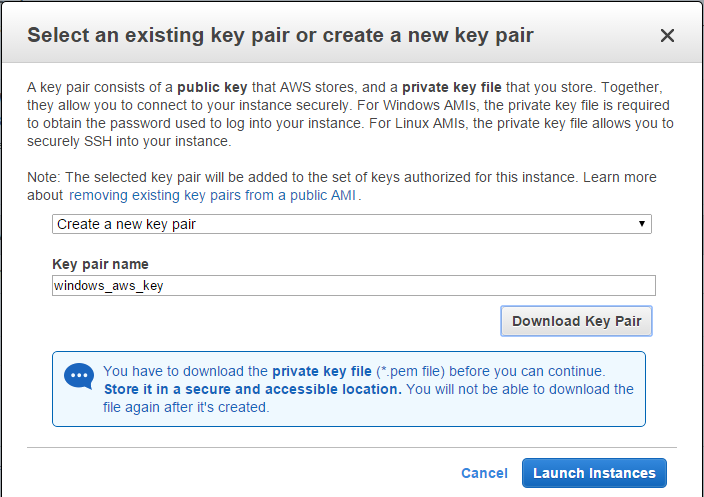 Select an existing key pair or create a new key pair
A key pair consists of a public key that AWS stores, and a private key file that you store. Together,
they allow you to connect to your instance securely. For Windows AMIs, the private key file is required
to obtain the password used to log into your instance. For Linux AMIs, the private key file allows you to
securely SSH into your instance.
Note: The selected key pair will be added to the set of keys authorized for this instance. Learn more
about removing existing key pairs from a public AMI .
Create a new key pair
Key pair name
windows_aws_key
Download Key Pair
You have to download the private key file (*.pem file) before you can continue.
Store it in a secure and accessible location. You will not be able to download the
file again after it's created.
Cancel Launch Instances